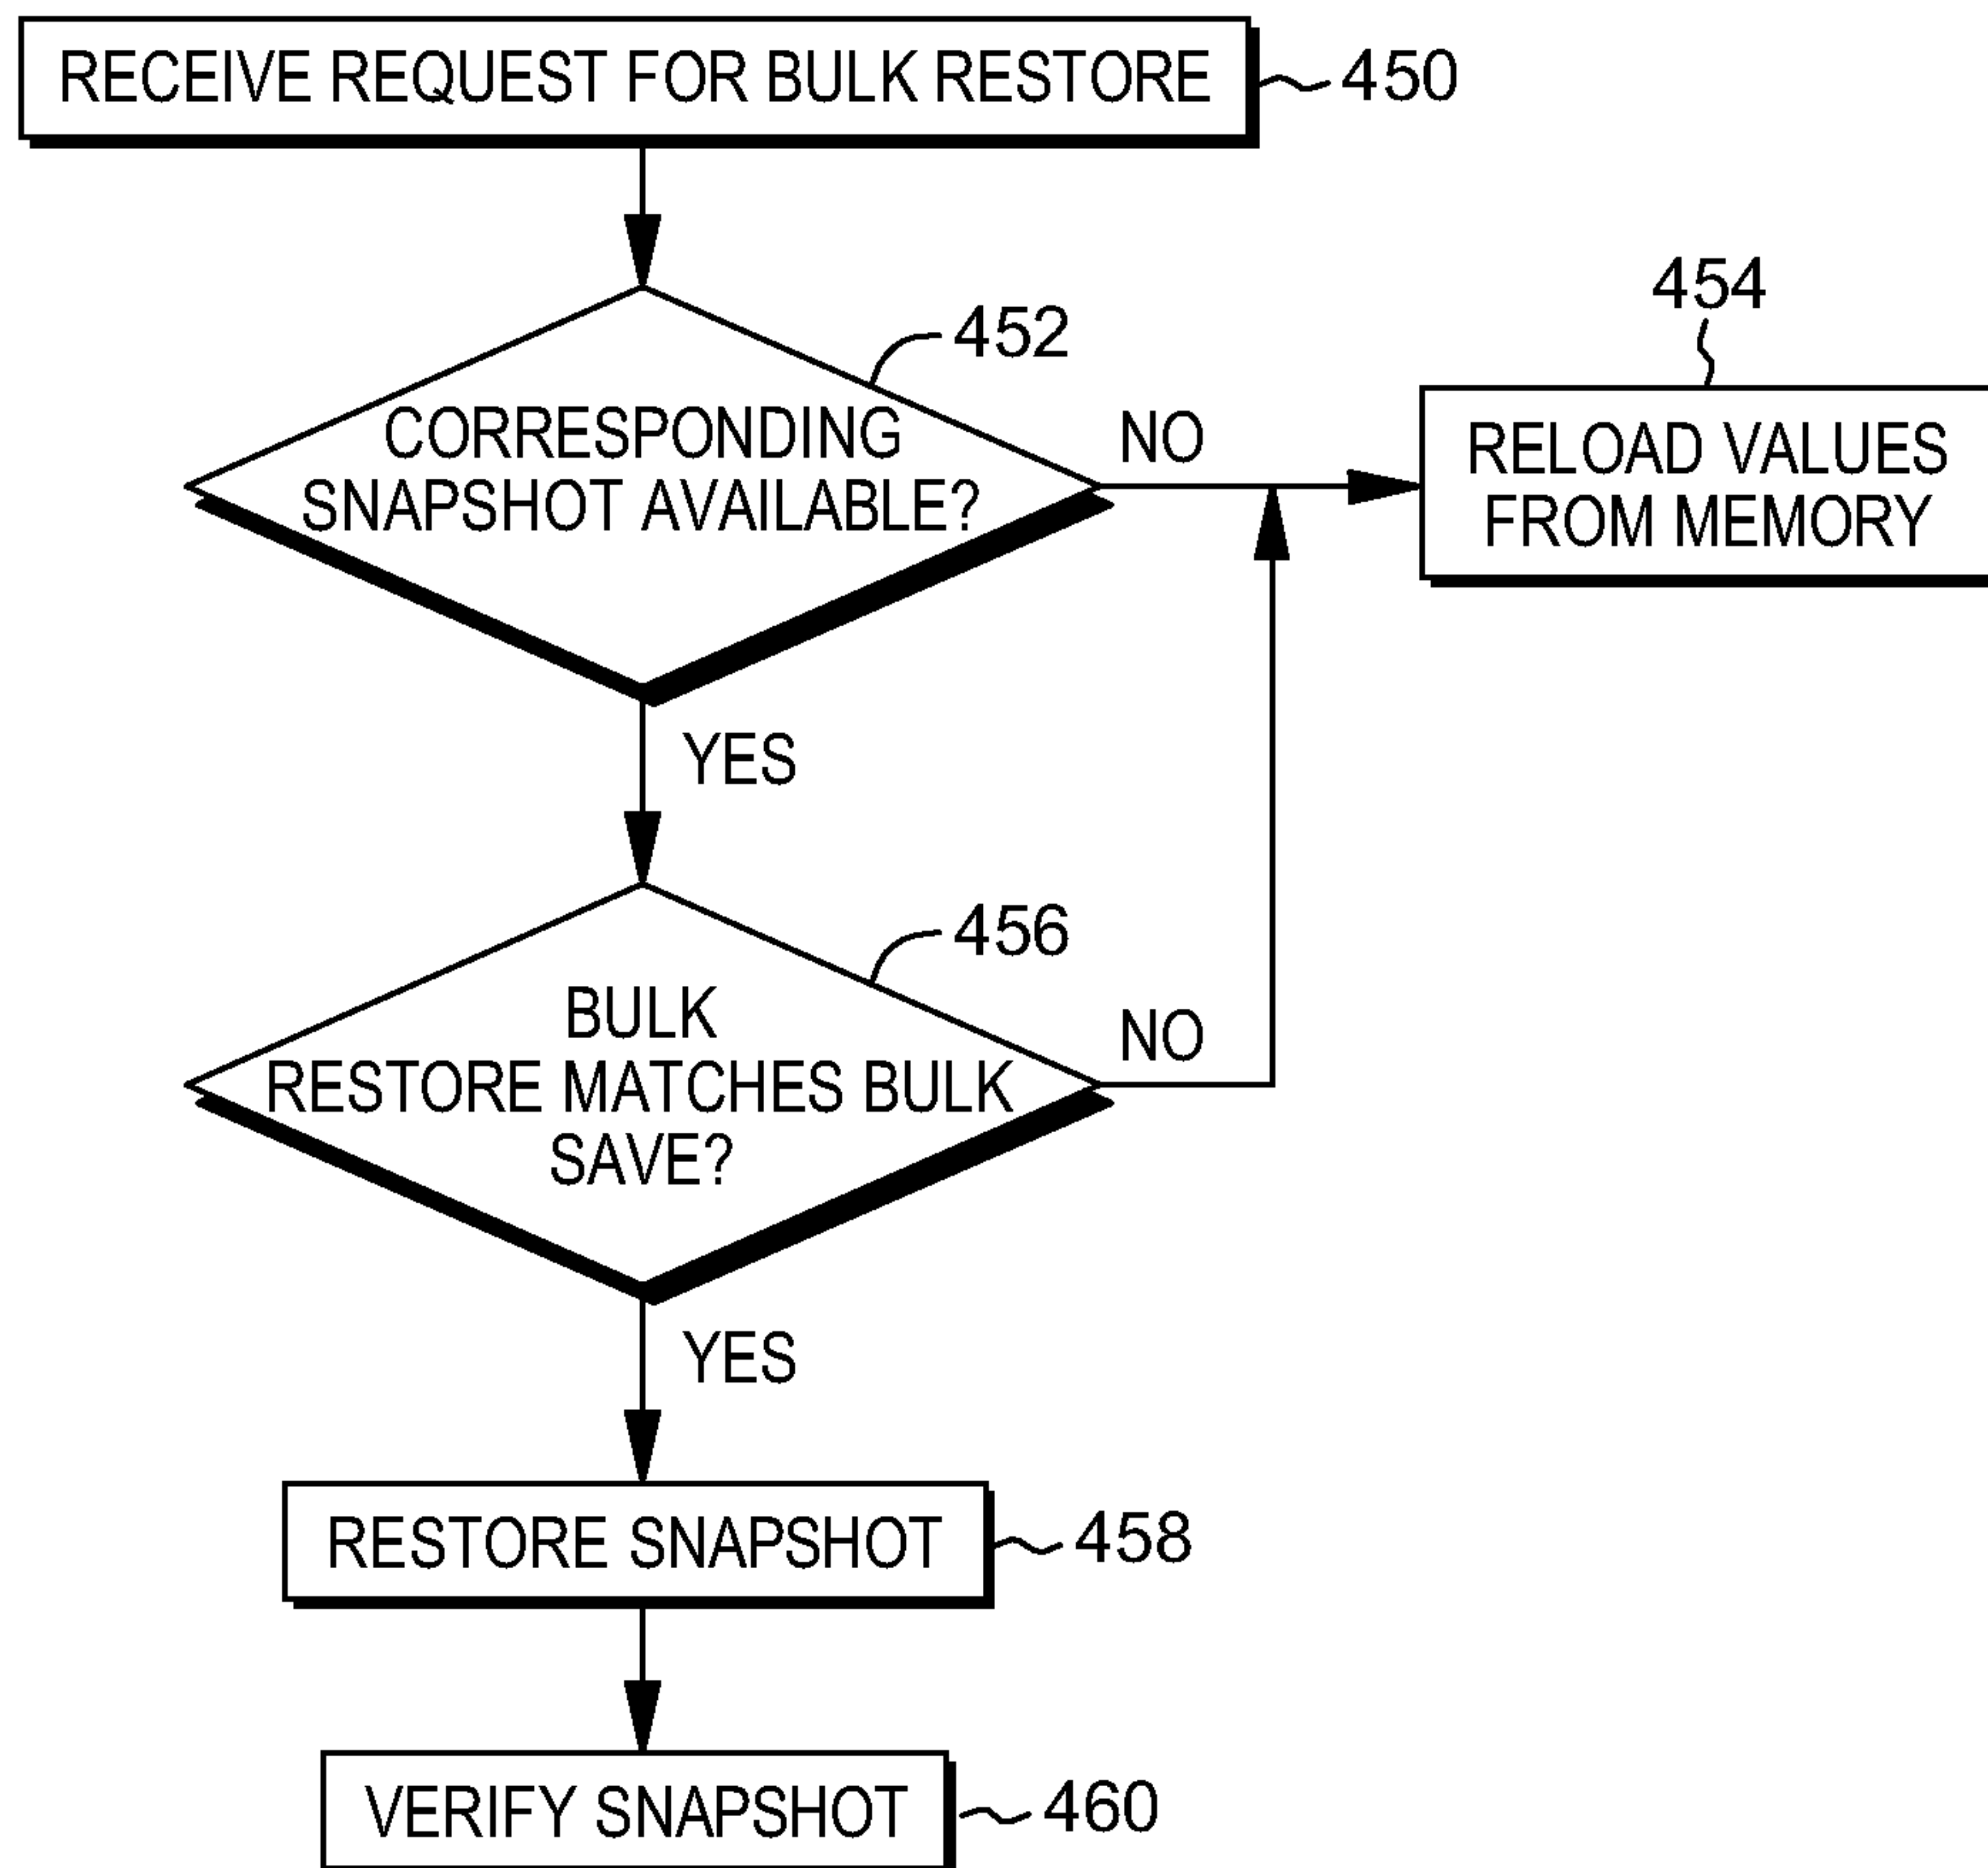 RECEIVE REQUEST FOR BULK RESTORE
450
452
454
CORRESPONDING
SNAPSHOT AVAILABLE?
NO
RELOAD VALUES
FROM MEMORY
YES
456
BULK
RESTORE MATCHES BULK
SAVE?
NO
YES
RESTORE SNAPSHOT
458
VERIFY SNAPSHOT
460